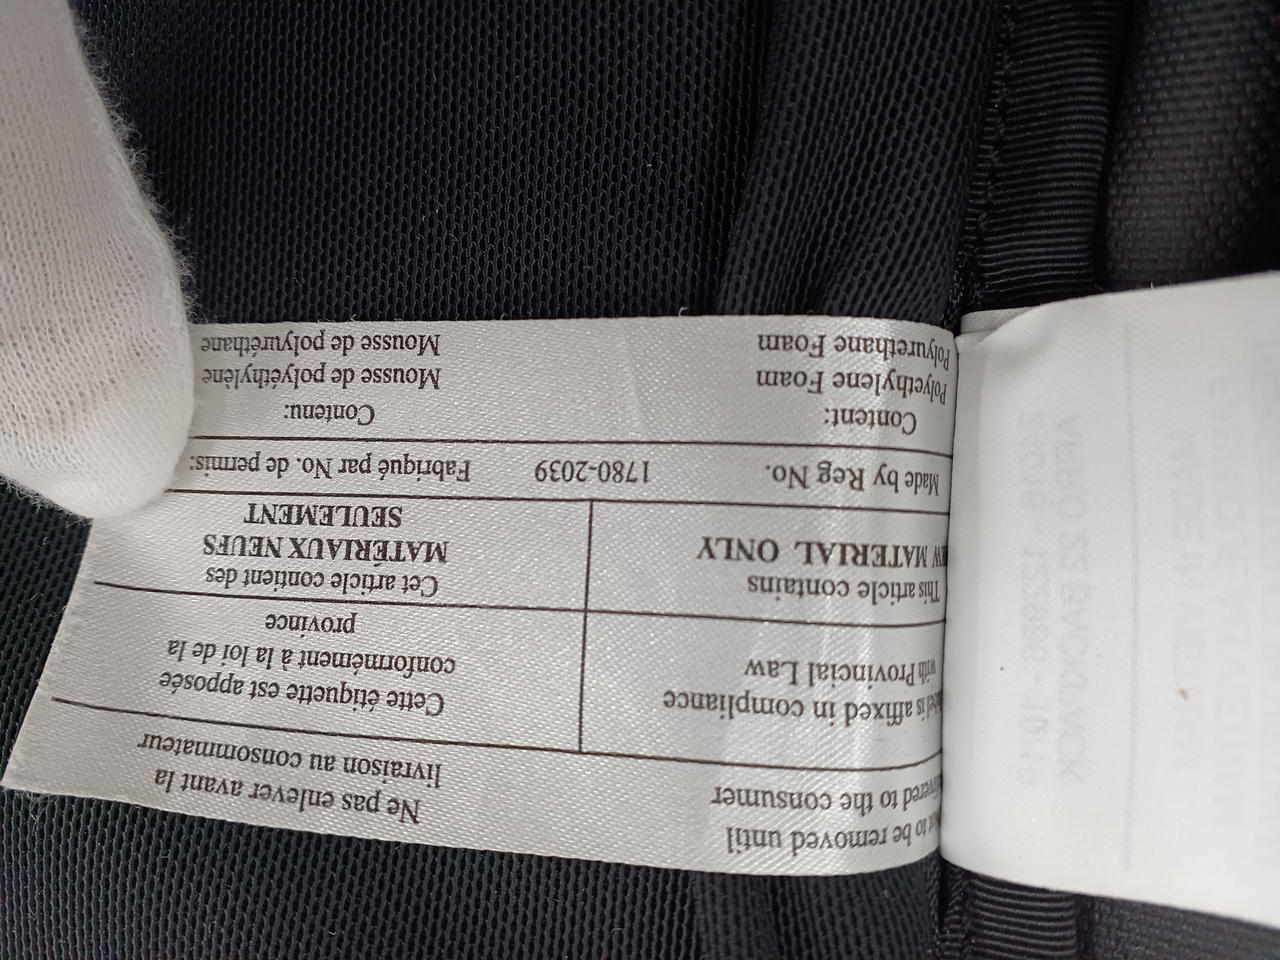 to be removed until
to the consumer
Ne pas enlever avant la
livraison au consommateur
is affixed in compliance
with Provincial Law
Cette étiquette est apposée
conformément à la loi de la
province
This article contains
MATERIAL ONLY
Cet article contient des
MATÉRIAUX NEUFS
SEULEMENT
Made by Reg No. 1780-2039 Fabriqué par No. de permis:
Content:
Polyethylene Foam
Polyurethane Foam
Contenu:
Mousse de polyéthylène
Mousse de polyuréthane